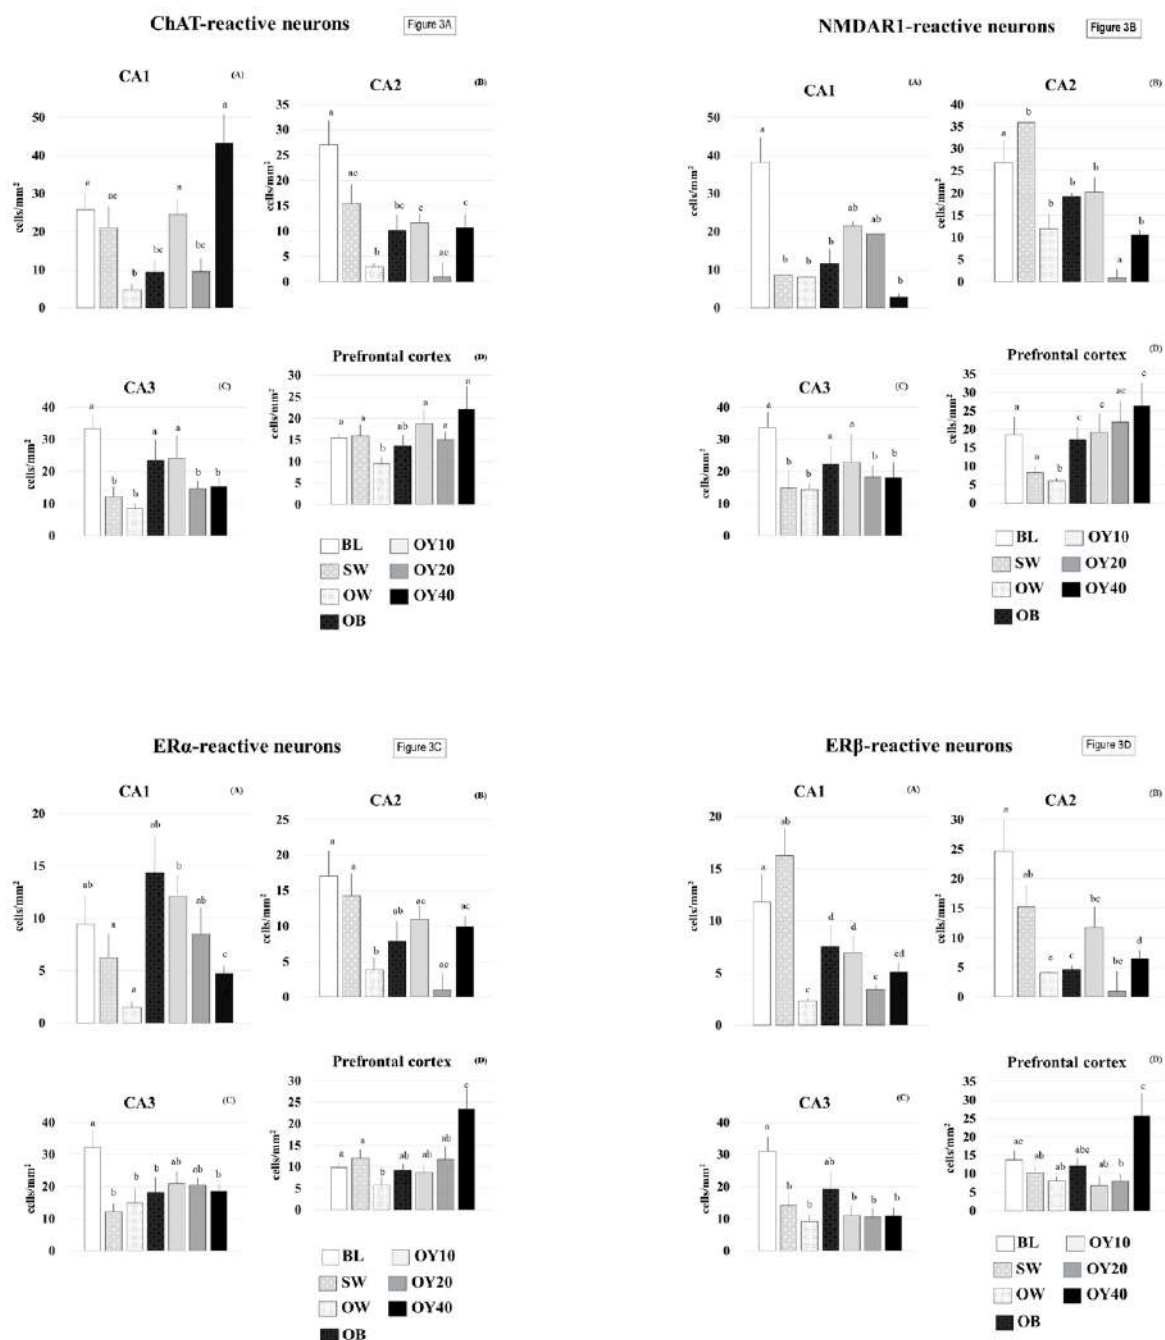 ChAT-reactive neurons
Figure 3A
CA1
(A)
cells/mm²
50
40
30
20
10
0
a
ac
b
bc
a
bc
a
CA2
(B)
35
30
25
20
15
10
5
0
a
ac
b
bc
c
ac
c
CA3
(C)
cells/mm²
40
30
20
10
0
a
b
b
a
a
b
b
Prefrontal cortex
(D)
cells/mm²
30
25
20
15
10
5
0
a
a
b
ab
a
a
a
BL
SW
OW
OB
OY10
OY20
OY40
NMDAR1-reactive neurons
Figure 3B
CA1
(A)
cells/mm²
50
40
30
20
10
0
a
b
b
b
ab
ab
b
CA2
(B)
40
35
30
25
20
15
10
5
0
a
b
b
b
b
a
b
CA3
(C)
cells/mm²
40
30
20
10
0
b
b
a
a
b
b
Prefrontal cortex
(D)
cells/mm²
35
30
25
20
15
10
5
0
a
a
b
c
c
ac
c
BL
SW
OW
OB
OY10
OY20
OY40
ERα-reactive neurons
Figure 3C
CA1
(A)
cells/mm²
20
15
10
5
0
ab
a
a
ab
b
ab
c
CA2
(B)
25
20
15
10
5
0
a
a
b
ab
ac
ac
ac
CA3
(C)
cells/mm²
40
30
20
10
0
a
b
b
b
ab
ab
b
Prefrontal cortex
(D)
cells/mm²
30
25
20
15
10
5
0
a
a
b
ab
ab
ab
c
BL
SW
OW
OB
OY10
OY20
OY40
ERβ-reactive neurons
Figure 3D
CA1
(A)
cells/mm²
20
15
10
5
0
a
ab
c
d
d
c
cd
CA2
30
25
20
15
10
5
0
a
ab
c
bc
bc
d
CA3
(C)
cells/mm²
40
30
20
10
0
a
b
b
ab
b
b
b
Prefrontal cortex
(D)
cells/mm²
35
30
25
20
15
10
5
0
ac
ab
b
abc
ab
b
c
BL
SW
OW
OB
OY10
OY20
OY40